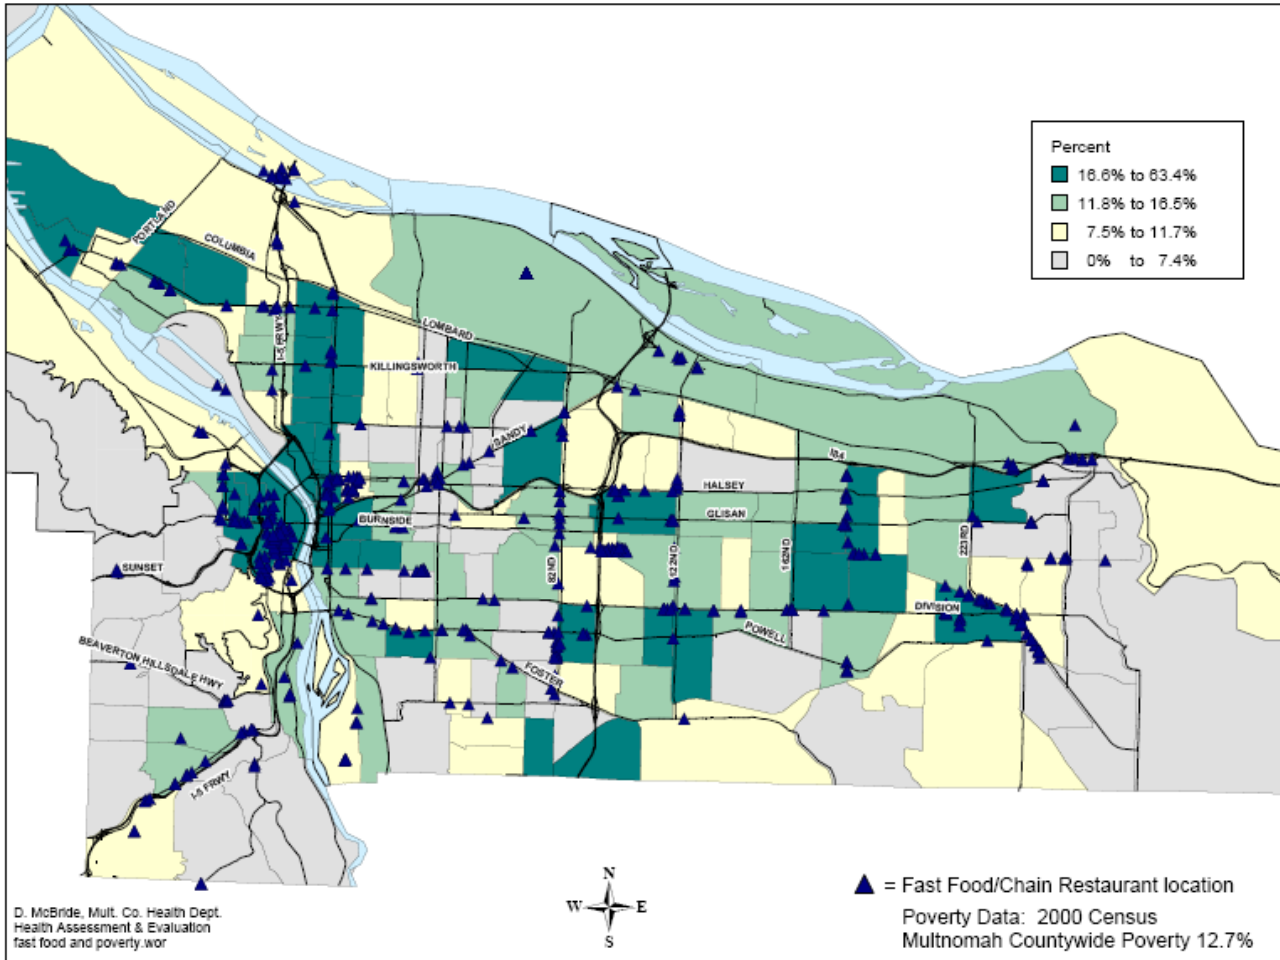 Percent
16.6% to 63.4%
11.8% to 16.5%
7.5% to 11.7%
0% to 7.4%
PORTLAND
COLUMBIA
I-5 FRWY
LOMBARD
KILLINGSWORTH
SANDY
I84
HALSEY
GLISAN
BURNSIDE
SUNSET
82ND
122ND
162ND
223RD
DIVISION
POWELL
BEAVERTON HILLSDALE HWY
FOSTER
I-5 FRWY
N
W E
S
= Fast Food/Chain Restaurant location
Poverty Data: 2000 Census
Multnomah Countywide Poverty 12.7%
D. McBride, Mult. Co. Health Dept.
Health Assessment & Evaluation
fast food and poverty.wor